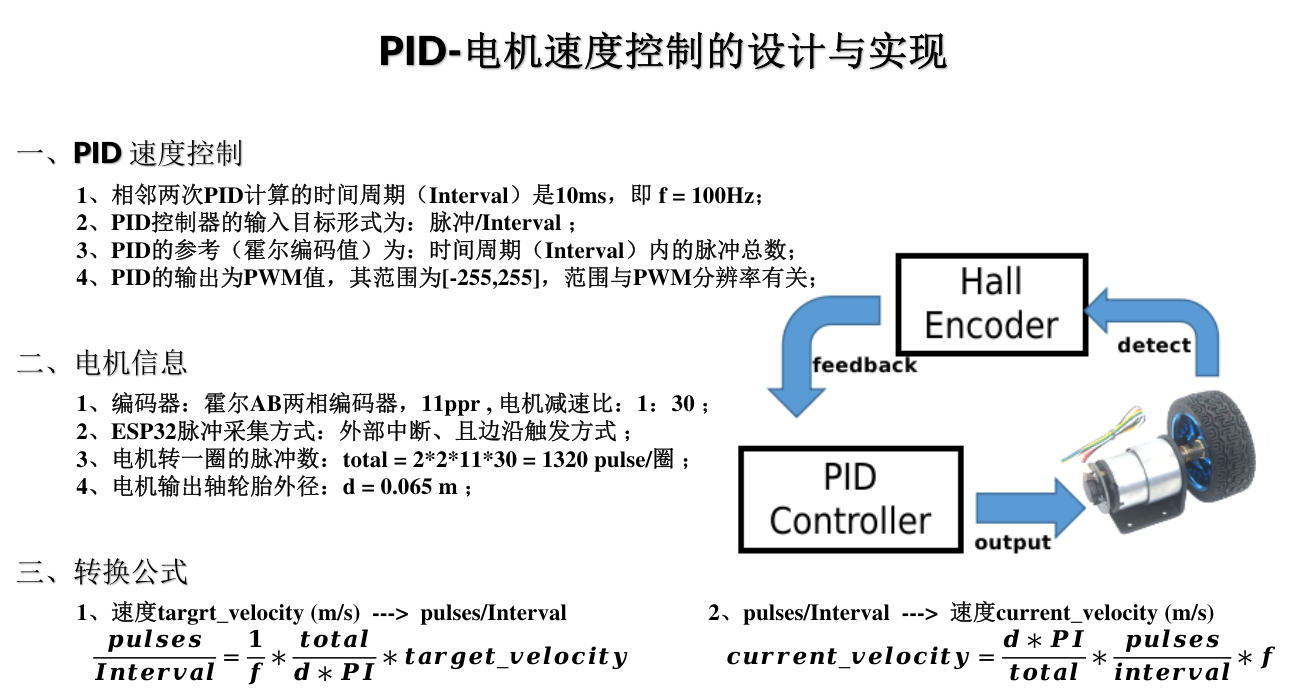 PID-电机速度控制的设计与实现
一、PID 速度控制
1、相邻两次PID计算的时间周期（Interval）是10ms，即 f = 100Hz；
2、PID控制器的输入目标形式为：脉冲/Interval ；
3、PID的参考（霍尔编码值）为：时间周期（Interval）内的脉冲总数；
4、PID的输出为PWM值，其范围为[-255,255]，范围与PWM分辨率有关；
Hall
Encoder
detect
feedback
二、电机信息
1、编码器：霍尔AB两相编码器，11ppr , 电机减速比：1：30 ；
2、ESP32脉冲采集方式：外部中断、且边沿触发方式 ；
3、电机转一圈的脉冲数：total = 2*2*11*30 = 1320 pulse/圈 ；
4、电机输出轴轮胎外径：d = 0.065 m ；
PID
Controller
output
三、转换公式
1、速度targrt_velocity (m/s) ---> pulses/Interval
pulses/Interval = 1/f * total/(d * PI) * target_velocity
2、pulses/Interval ---> 速度current_velocity (m/s)
current_velocity = (d * PI)/total * pulses/interval * f